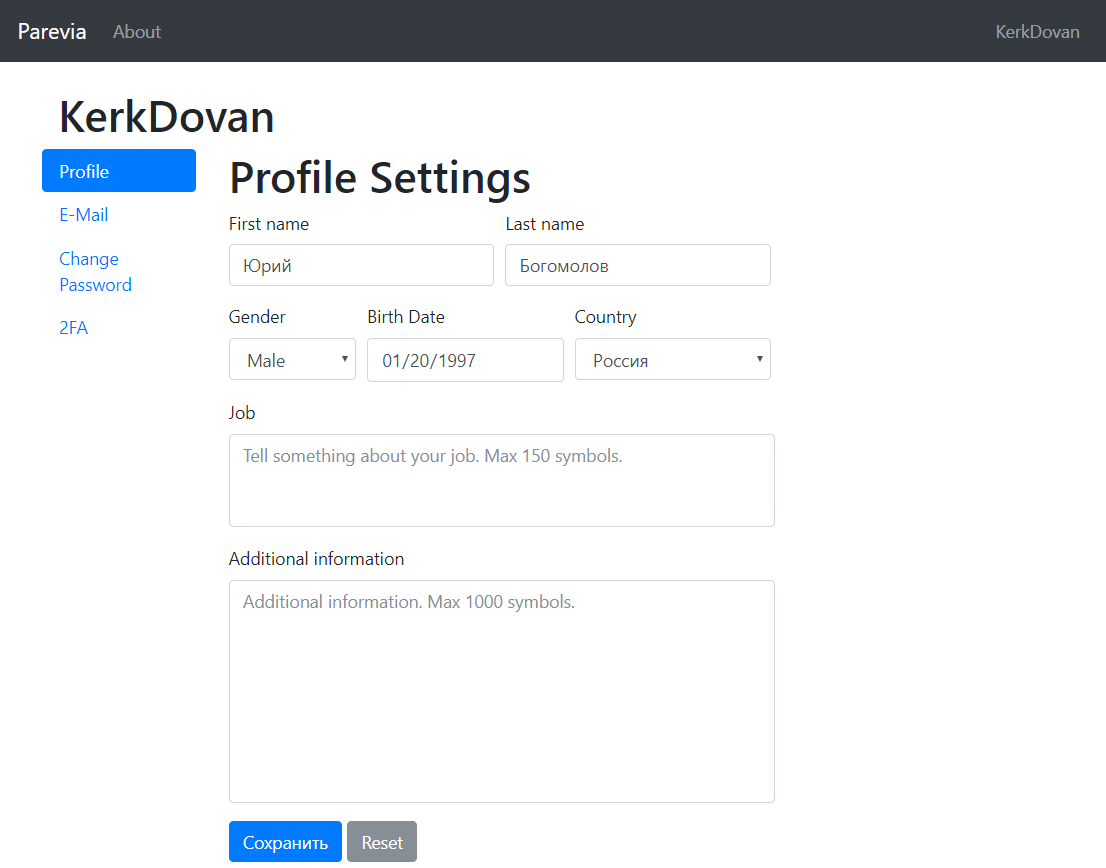 Parevia About KerkDovan
KerkDovan
Profile
E-Mail
Change
Password
2FA
Profile Settings
First name Last name
Юрий Богомолов
Gender Birth Date Country
Male 01/20/1997 Россия
Job
Tell something about your job. Max 150 symbols.
Additional information
Additional information. Max 1000 symbols.
Сохранить Reset